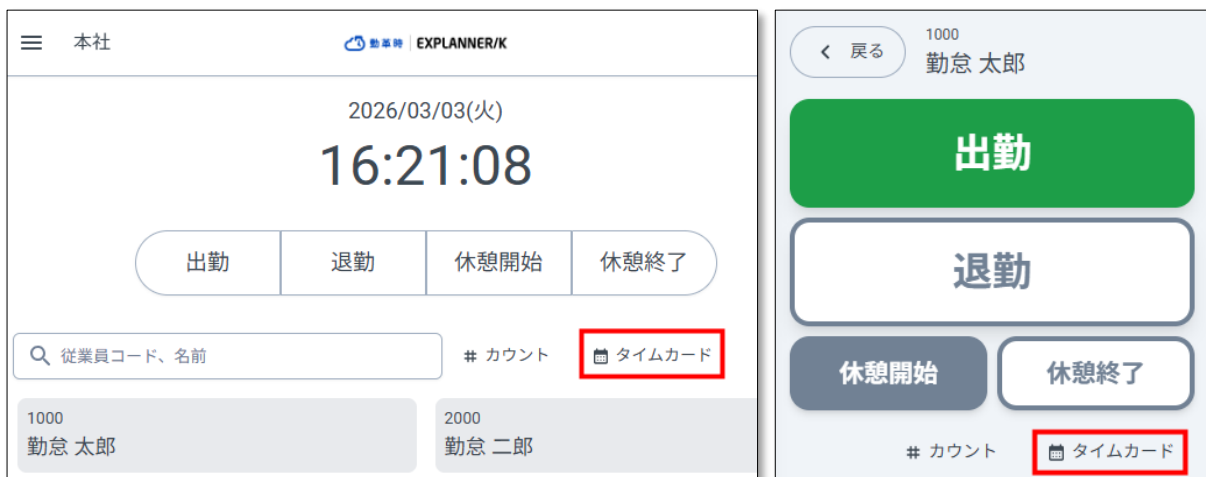 本社
勤革時 EXPLANNER/K
2026/03/03(火)
16:21:08
出勤 退勤 休憩開始 休憩終了
従業員コード、名前
# カウント
タイムカード
1000
勤怠 太郎
2000
勤怠 二郎
戻る
1000
勤怠 太郎
出勤
退勤
休憩開始 休憩終了
# カウント
タイムカード